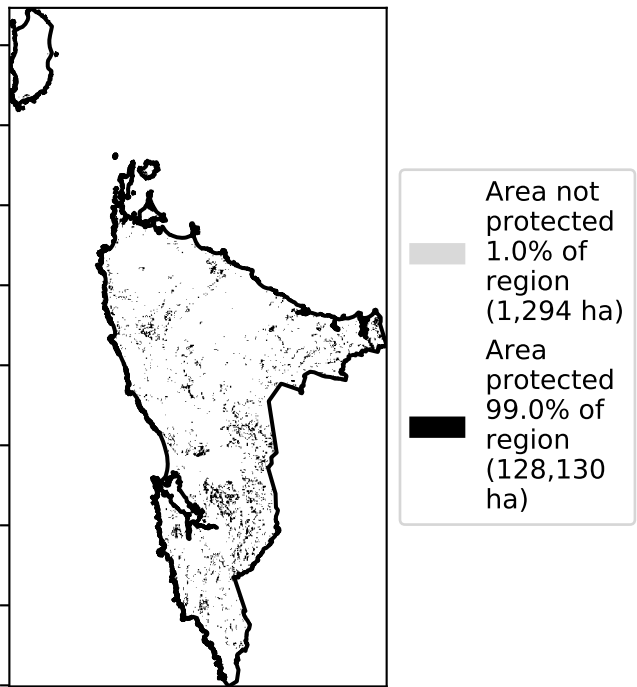 Area not
protected
1.0% of
region
(1,294 ha)
Area
protected
99.0% of
region
(128,130
ha)